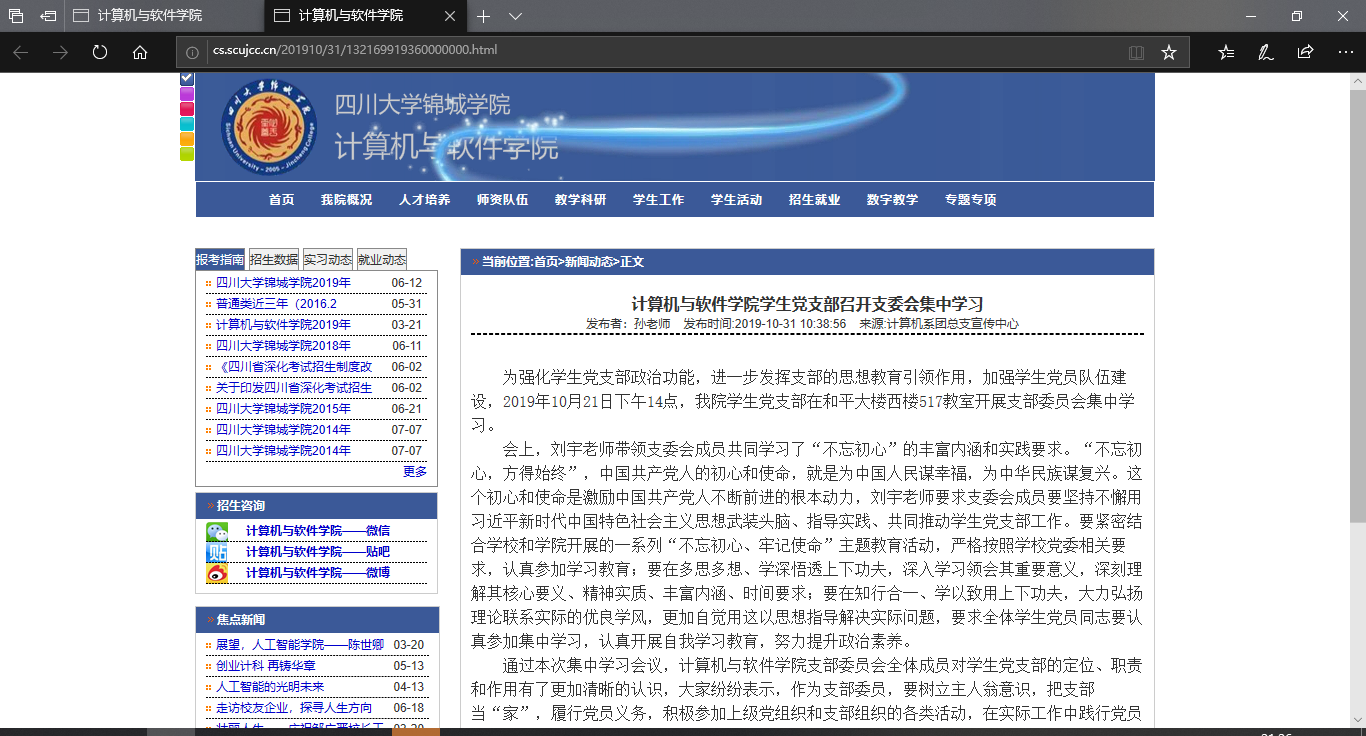 计算机与软件学院
计算机与软件学院
cs.scujcc.cn/201910/31/132169919360000000.html
四川大学锦城学院
Sichuan University - 2005 - Jincheng College
四川大学锦城学院
计算机与软件学院
首页 我院概况 人才培养 师资队伍 教学科研 学生工作 学生活动 招生就业 数字教学 专题专项
报考指南 招生数据 实习动态 就业动态
四川大学锦城学院2019年 06-12
普通类近三年（2016.2 05-31
计算机与软件学院2019年 03-21
四川大学锦城学院2018年 06-11
《四川省深化考试招生制度改 06-02
关于印发四川省深化考试招生 06-02
四川大学锦城学院2015年 06-21
四川大学锦城学院2014年 07-07
四川大学锦城学院2014年 07-07
更多
招生咨询
计算机与软件学院——微信
贴 计算机与软件学院——贴吧
计算机与软件学院——微博
焦点新闻
展望，人工智能学院——陈世卿 03-20
创业计科 再铸华章 05-13
人工智能的光明未来 04-13
走访校友企业，探寻人生方向 06-18
当前位置:首页>新闻动态>正文
计算机与软件学院学生党支部召开支委会集中学习
发布者：孙老师 发布时间:2019-10-31 10:38:56 来源:计算机系团总支宣传中心
为强化学生党支部政治功能，进一步发挥支部的思想教育引领作用，加强学生党员队伍建
设，2019年10月21日下午14点，我院学生党支部在和平大楼西楼517教室开展支部委员会集中学
习。
会上，刘宇老师带领支委会成员共同学习了“不忘初心”的丰富内涵和实践要求。“不忘初
心，方得始终”，中国共产党人的初心和使命，就是为中国人民谋幸福，为中华民族谋复兴。这
个初心和使命是激励中国共产党人不断前进的根本动力，刘宇老师要求支委会成员要坚持不懈用
习近平新时代中国特色社会主义思想武装头脑、指导实践、共同推动学生党支部工作。要紧密结
合学校和学院开展的一系列“不忘初心、牢记使命”主题教育活动，严格按照学校党委相关要
求，认真参加学习教育；要在多思多想、学深悟透上下功夫，深入学习领会其重要意义，深刻理
解其核心要义、精神实质、丰富内涵、时间要求；要在知行合一、学以致用上下功夫，大力弘扬
理论联系实际的优良学风，更加自觉用这以思想指导解决实际问题，要求全体学生党员同志要认
真参加集中学习，认真开展自我学习教育，努力提升政治素养。
通过本次集中学习会议，计算机与软件学院支部委员会全体成员对学生党支部的定位、职责
和作用有了更加清晰的认识，大家纷纷表示，作为支部委员，要树立主人翁意识，把支部
当“家”，履行党员义务，积极参加上级党组织和支部组织的各类活动，在实际工作中践行党员